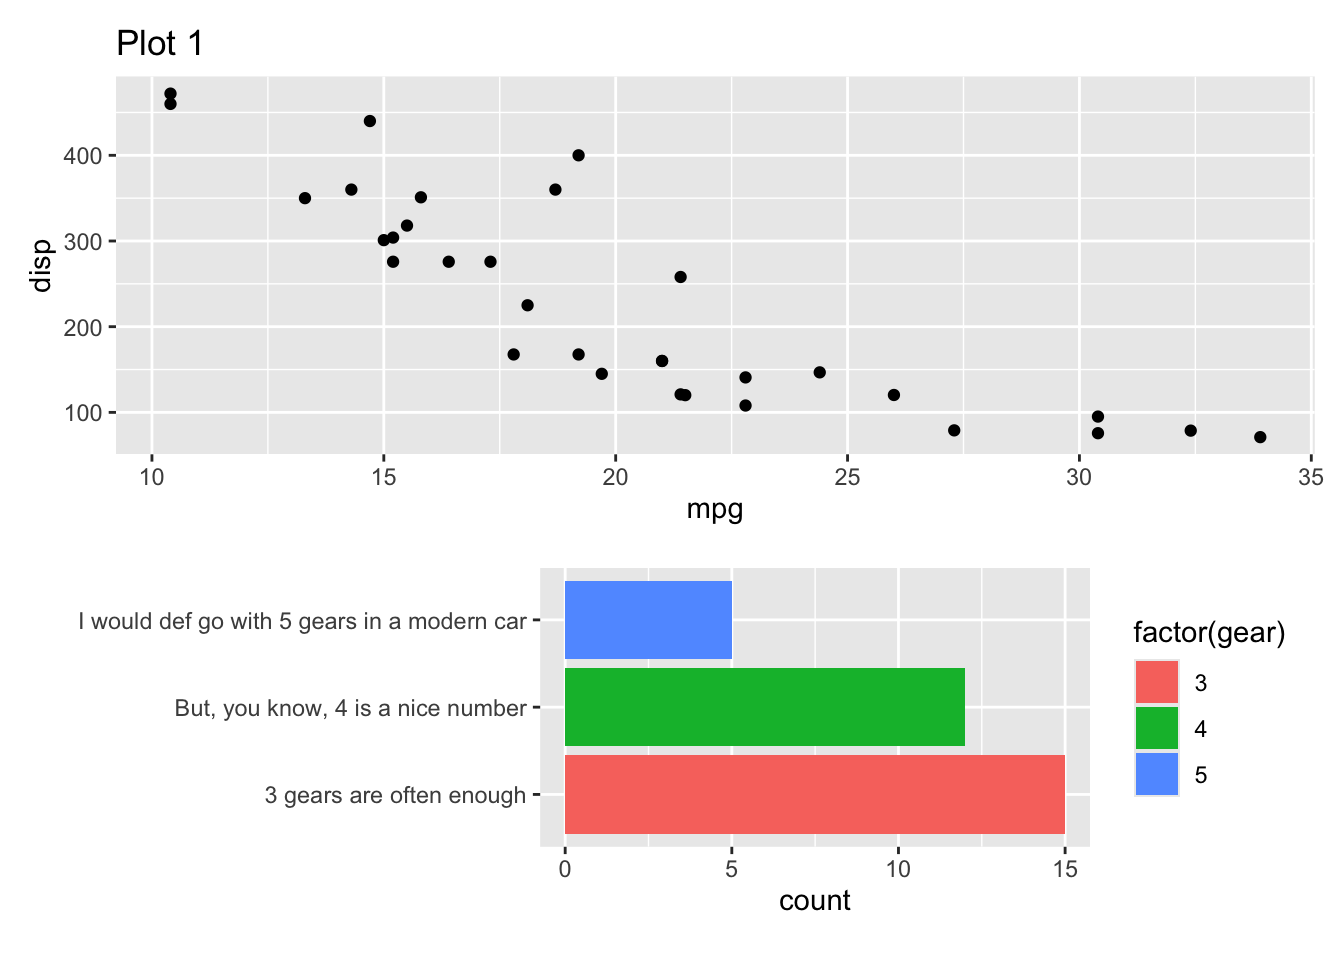 Plot 1
400
300
200
100
disp
10 15 20 25 30 35
mpg
I would def go with 5 gears in a modern car
But, you know, 4 is a nice number
3 gears are often enough
0 5 10 15
count
factor(gear)
3
4
5